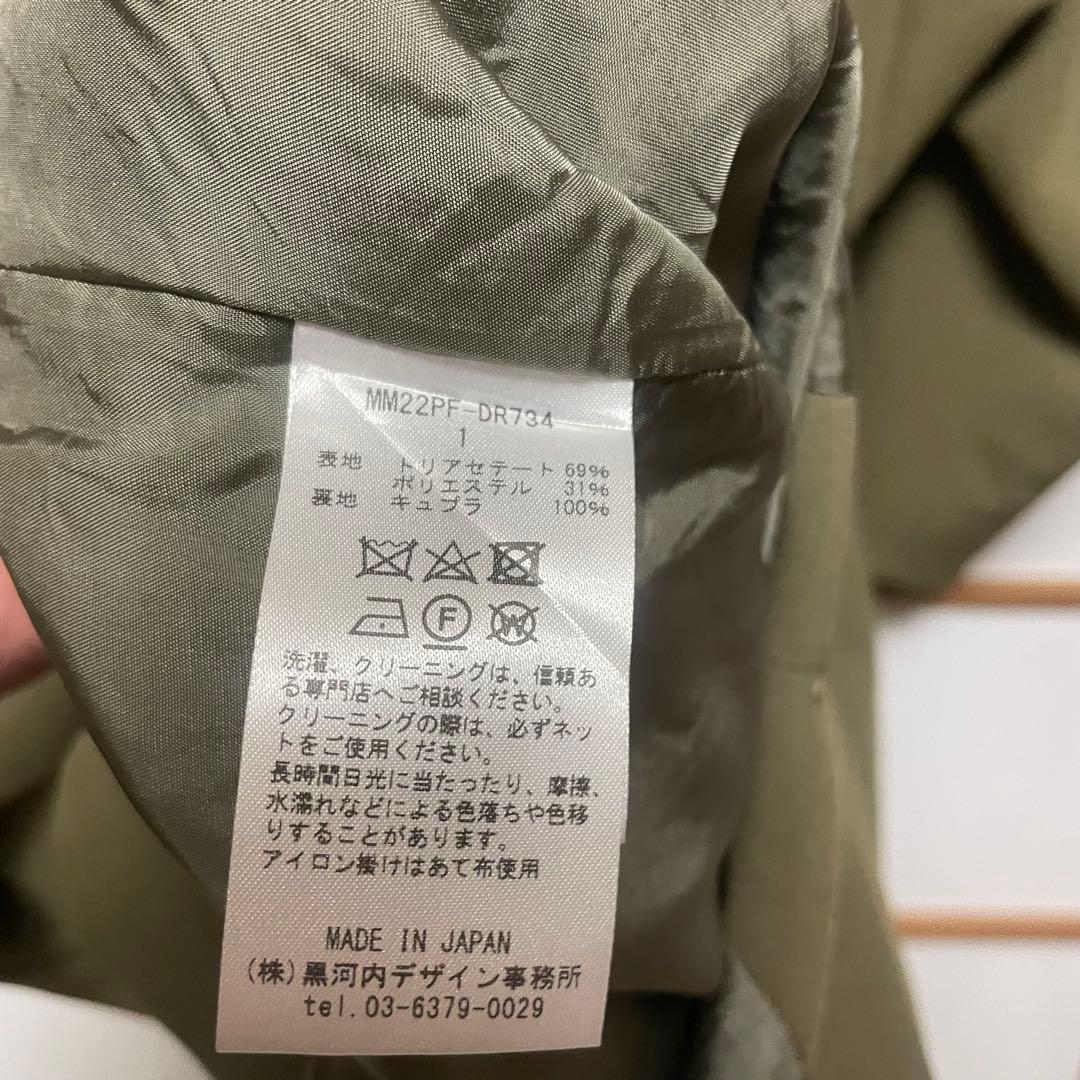 MM22PF-DR734
1
表地 トリアセテート 69%
ポリエステル 31%
裏地 キュプラ 100%
F W
洗濯、クリーニングは、信頼あ
る専門店へご相談ください。
クリーニングの際は、必ずネッ
トをご使用ください。
長時間日光に当たったり、摩擦、
水濡れなどによる色落ちや色移
りすることがあります。
アイロン掛けはあて布使用
MADE IN JAPAN
(株)黒河内デザイン事務所
tel.03-6379-0029